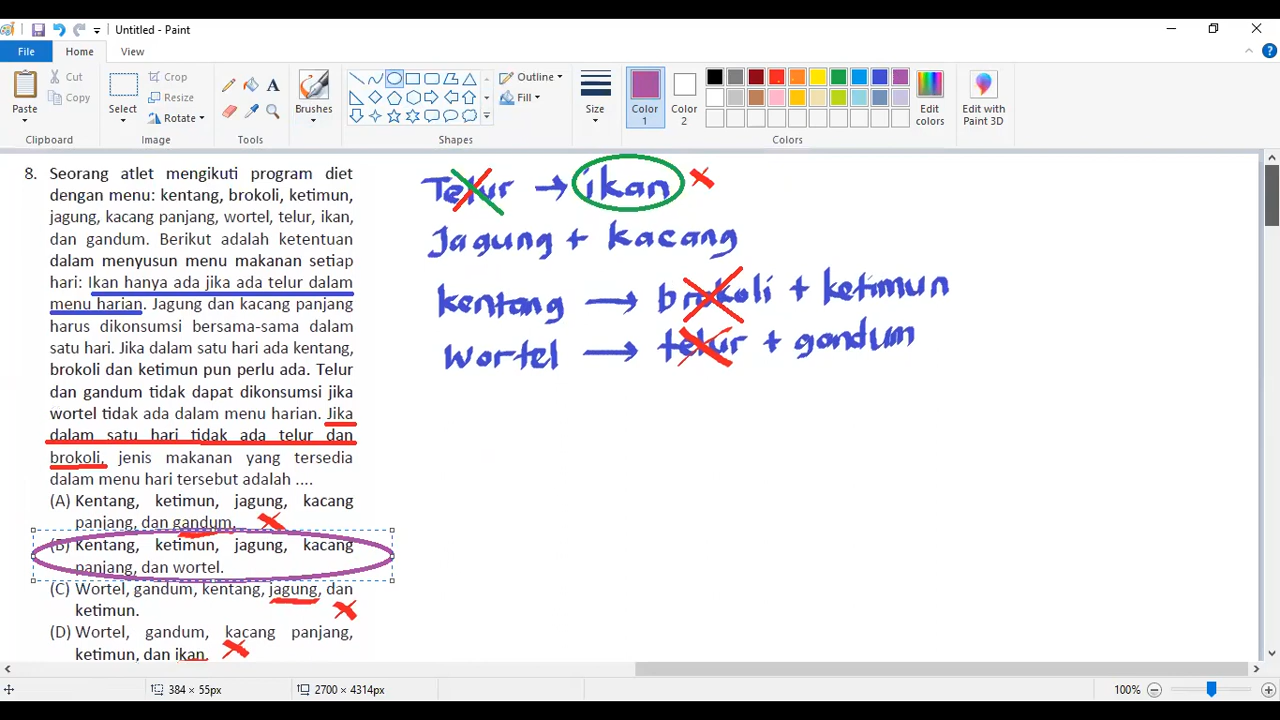 Untitled - Paint
File Home View
Paste
Cut
Copy
Clipboard
Select
Crop
Resize
Rotate
Image
A
Tools
Brushes
Outline
Fill
Shapes
Size
Color 1
Color 2
Edit colors
Colors
Edit with Paint 3D
8. Seorang atlet mengikuti program diet
dengan menu: kentang, brokoli, ketimun,
jagung, kacang panjang, wortel, telur, ikan,
dan gandum. Berikut adalah ketentuan
dalam menyusun menu makanan setiap
hari: Ikan hanya ada jika ada telur dalam
menu harian. Jagung dan kacang panjang
harus dikonsumsi bersama-sama dalam
satu hari. Jika dalam satu hari ada kentang,
brokoli dan ketimun pun perlu ada. Telur
dan gandum tidak dapat dikonsumsi jika
wortel tidak ada dalam menu harian. Jika
dalam satu hari tidak ada telur dan
brokoli, jenis makanan yang tersedia
dalam menu hari tersebut adalah ....
(A) Kentang, ketimun, jagung, kacang
panjang, dan gandum.
(B) Kentang, ketimun, jagung, kacang
panjang, dan wortel.
(C) Wortel, gandum, kentang, jagung, dan
ketimun.
(D) Wortel, gandum, kacang panjang,
ketimun, dan ikan.
Telur → ikan
Jagung + kacang
kentang → brokoli + ketimun
wortel → telur + gandum
384 × 55px
2700 × 4314px
100%